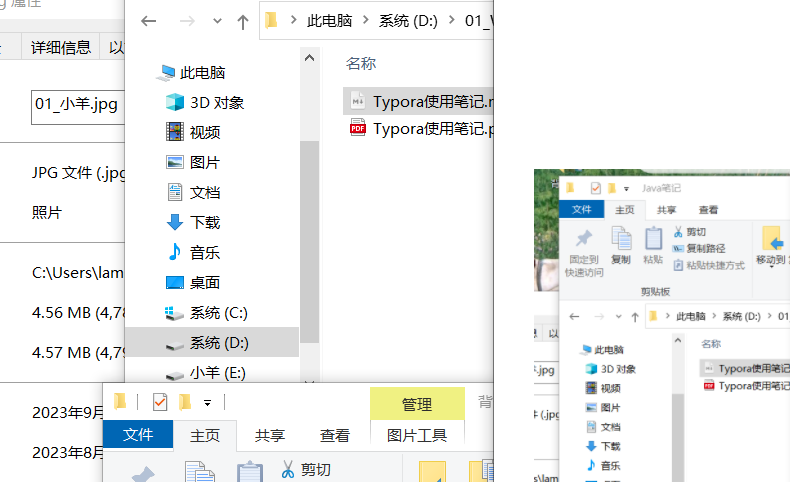 属性
详细信息
以
01_小羊.jpg
JPG 文件 (.jpg
照片
C:\Users\lam
4.56 MB (4,78
4.57 MB (4,79
2023年9月
2023年8月
此电脑 系统 (D:) 01_
名称
此电脑
3D 对象
视频
图片
文档
下载
音乐
桌面
系统 (C:)
系统 (D:)
小羊 (E:)
Typora使用笔记.
Typora使用笔记.p
管理
背
文件 主页 共享 查看 图片工具
剪切
Java笔记
文件 主页 共享 查看
固定到
快速访问
复制
粘贴
剪切
复制路径
粘贴快捷方式
移动到
剪贴板
此电脑 系统 (D:) 01
名称
以
.jpg
(.jp
\lam
此电脑
3D 对象
视频
图片
文档
下载
音乐
Typora使用笔记
Typora使用笔记